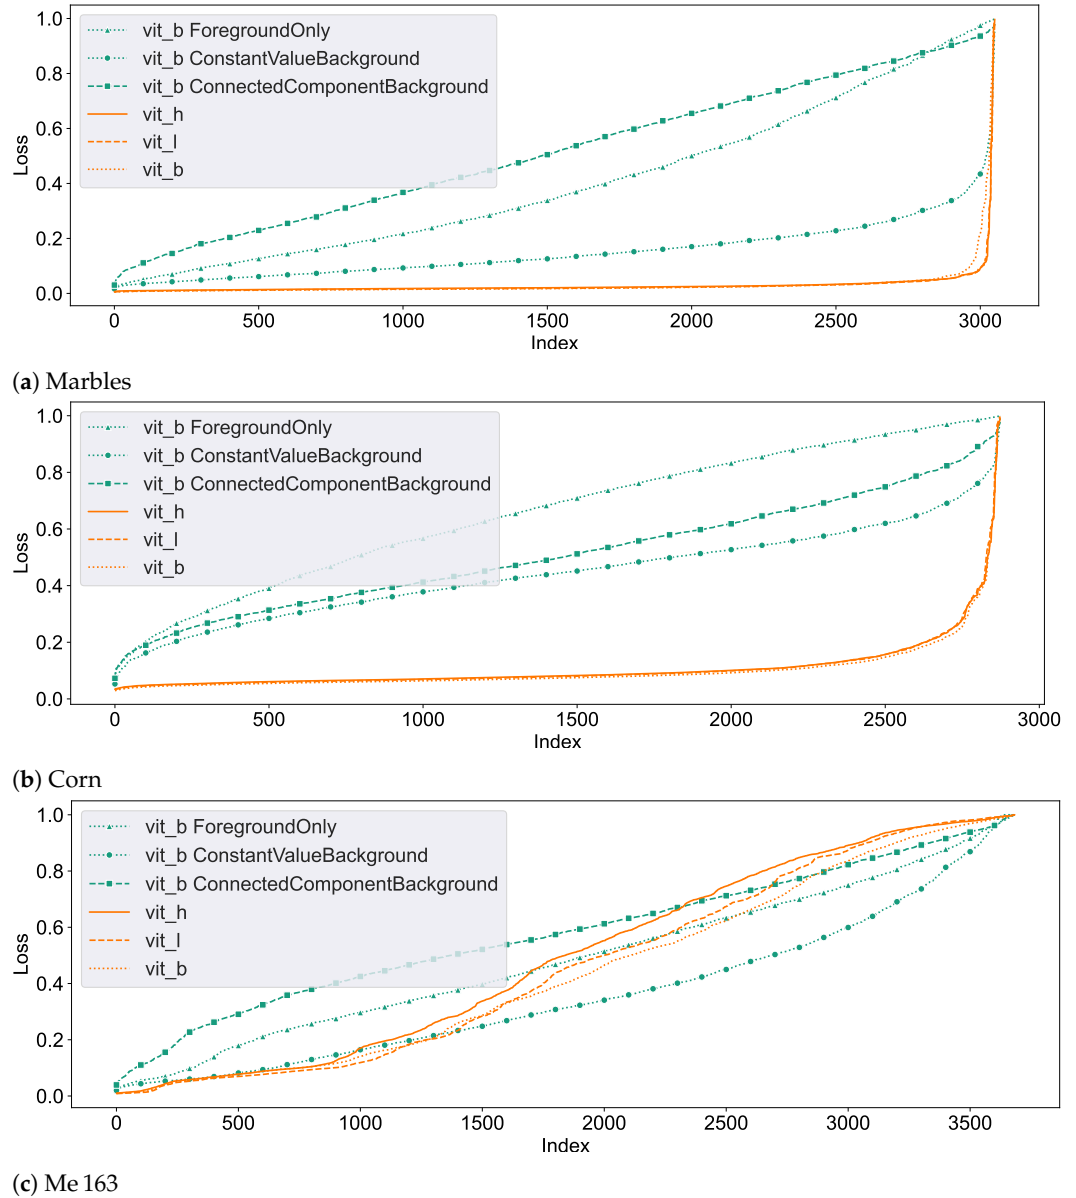 1.0
0.8
0.6
0.4
0.2
0.0
Loss
vit_b ForegroundOnly
vit_b ConstantValueBackground
vit_b ConnectedComponentBackground
vit_h
vit_l
vit_b
0 500 1000 1500 2000 2500 3000
Index
(a) Marbles
1.0
0.8
0.6
0.4
0.2
0.0
Loss
vit_b ForegroundOnly
vit_b ConstantValueBackground
vit_b ConnectedComponentBackground
vit_h
vit_l
vit_b
0 500 1000 1500 2000 2500 3000
Index
(b) Corn
1.0
0.8
0.6
0.4
0.2
0.0
Loss
vit_b ForegroundOnly
vit_b ConstantValueBackground
vit_b ConnectedComponentBackground
vit_h
vit_l
vit_b
0 500 1000 1500 2000 2500 3000 3500
Index
(c) Me 163